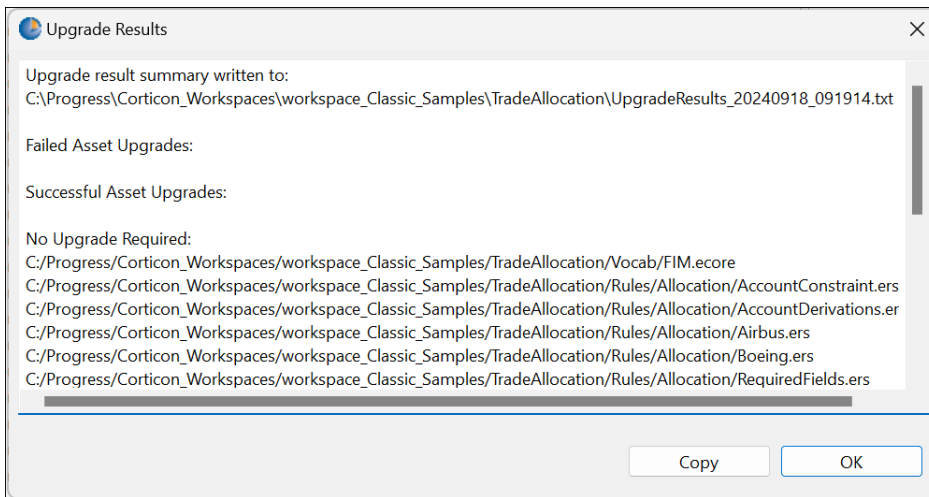 Upgrade Results
Upgrade result summary written to:
C:\Progress\Corticon_Workspaces\workspace_Classic_Samples\TradeAllocation\UpgradeResults_20240918_091914.txt
Failed Asset Upgrades:
Successful Asset Upgrades:
No Upgrade Required:
C:/Progress/Corticon_Workspaces/workspace_Classic_Samples/TradeAllocation/Vocab/FIM.ecore
C:/Progress/Corticon_Workspaces/workspace_Classic_Samples/TradeAllocation/Rules/Allocation/AccountConstraint.ers
C:/Progress/Corticon_Workspaces/workspace_Classic_Samples/TradeAllocation/Rules/Allocation/AccountDerivations.er
C:/Progress/Corticon_Workspaces/workspace_Classic_Samples/TradeAllocation/Rules/Allocation/Airbus.ers
C:/Progress/Corticon_Workspaces/workspace_Classic_Samples/TradeAllocation/Rules/Allocation/Boeing.ers
C:/Progress/Corticon_Workspaces/workspace_Classic_Samples/TradeAllocation/Rules/Allocation/RequiredFields.ers
Copy OK